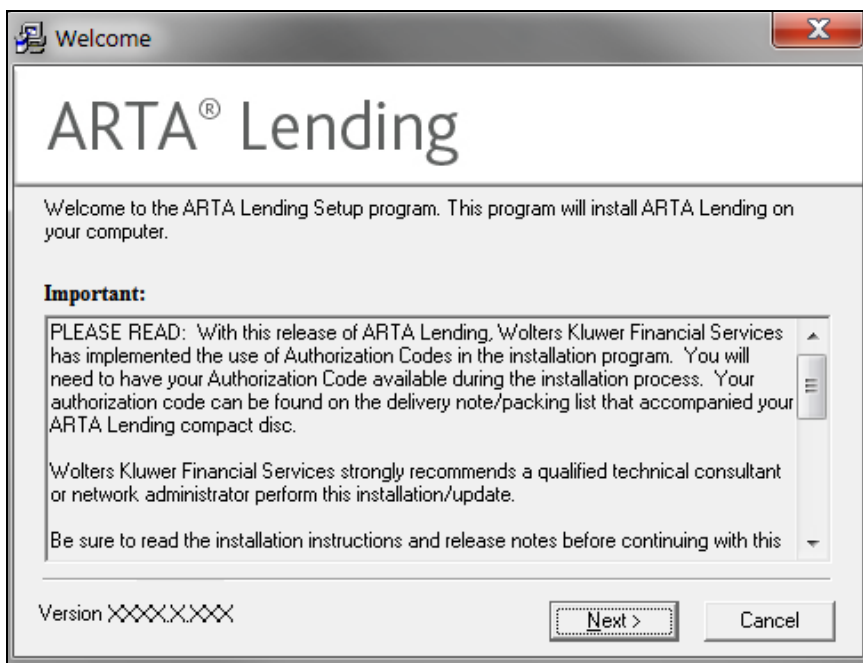 Welcome
X
ARTA® Lending
Welcome to the ARTA Lending Setup program. This program will install ARTA Lending on
your computer.
Important:
PLEASE READ:  With this release of ARTA Lending, Wolters Kluwer Financial Services
has implemented the use of Authorization Codes in the installation program.  You will
need to have your Authorization Code available during the installation process.  Your
authorization code can be found on the delivery note/packing list that accompanied your
ARTA Lending compact disc.
Wolters Kluwer Financial Services strongly recommends a qualified technical consultant
or network administrator perform this installation/update.
Be sure to read the installation instructions and release notes before continuing with this
Version XXXX.X.XXX
Next >
Cancel